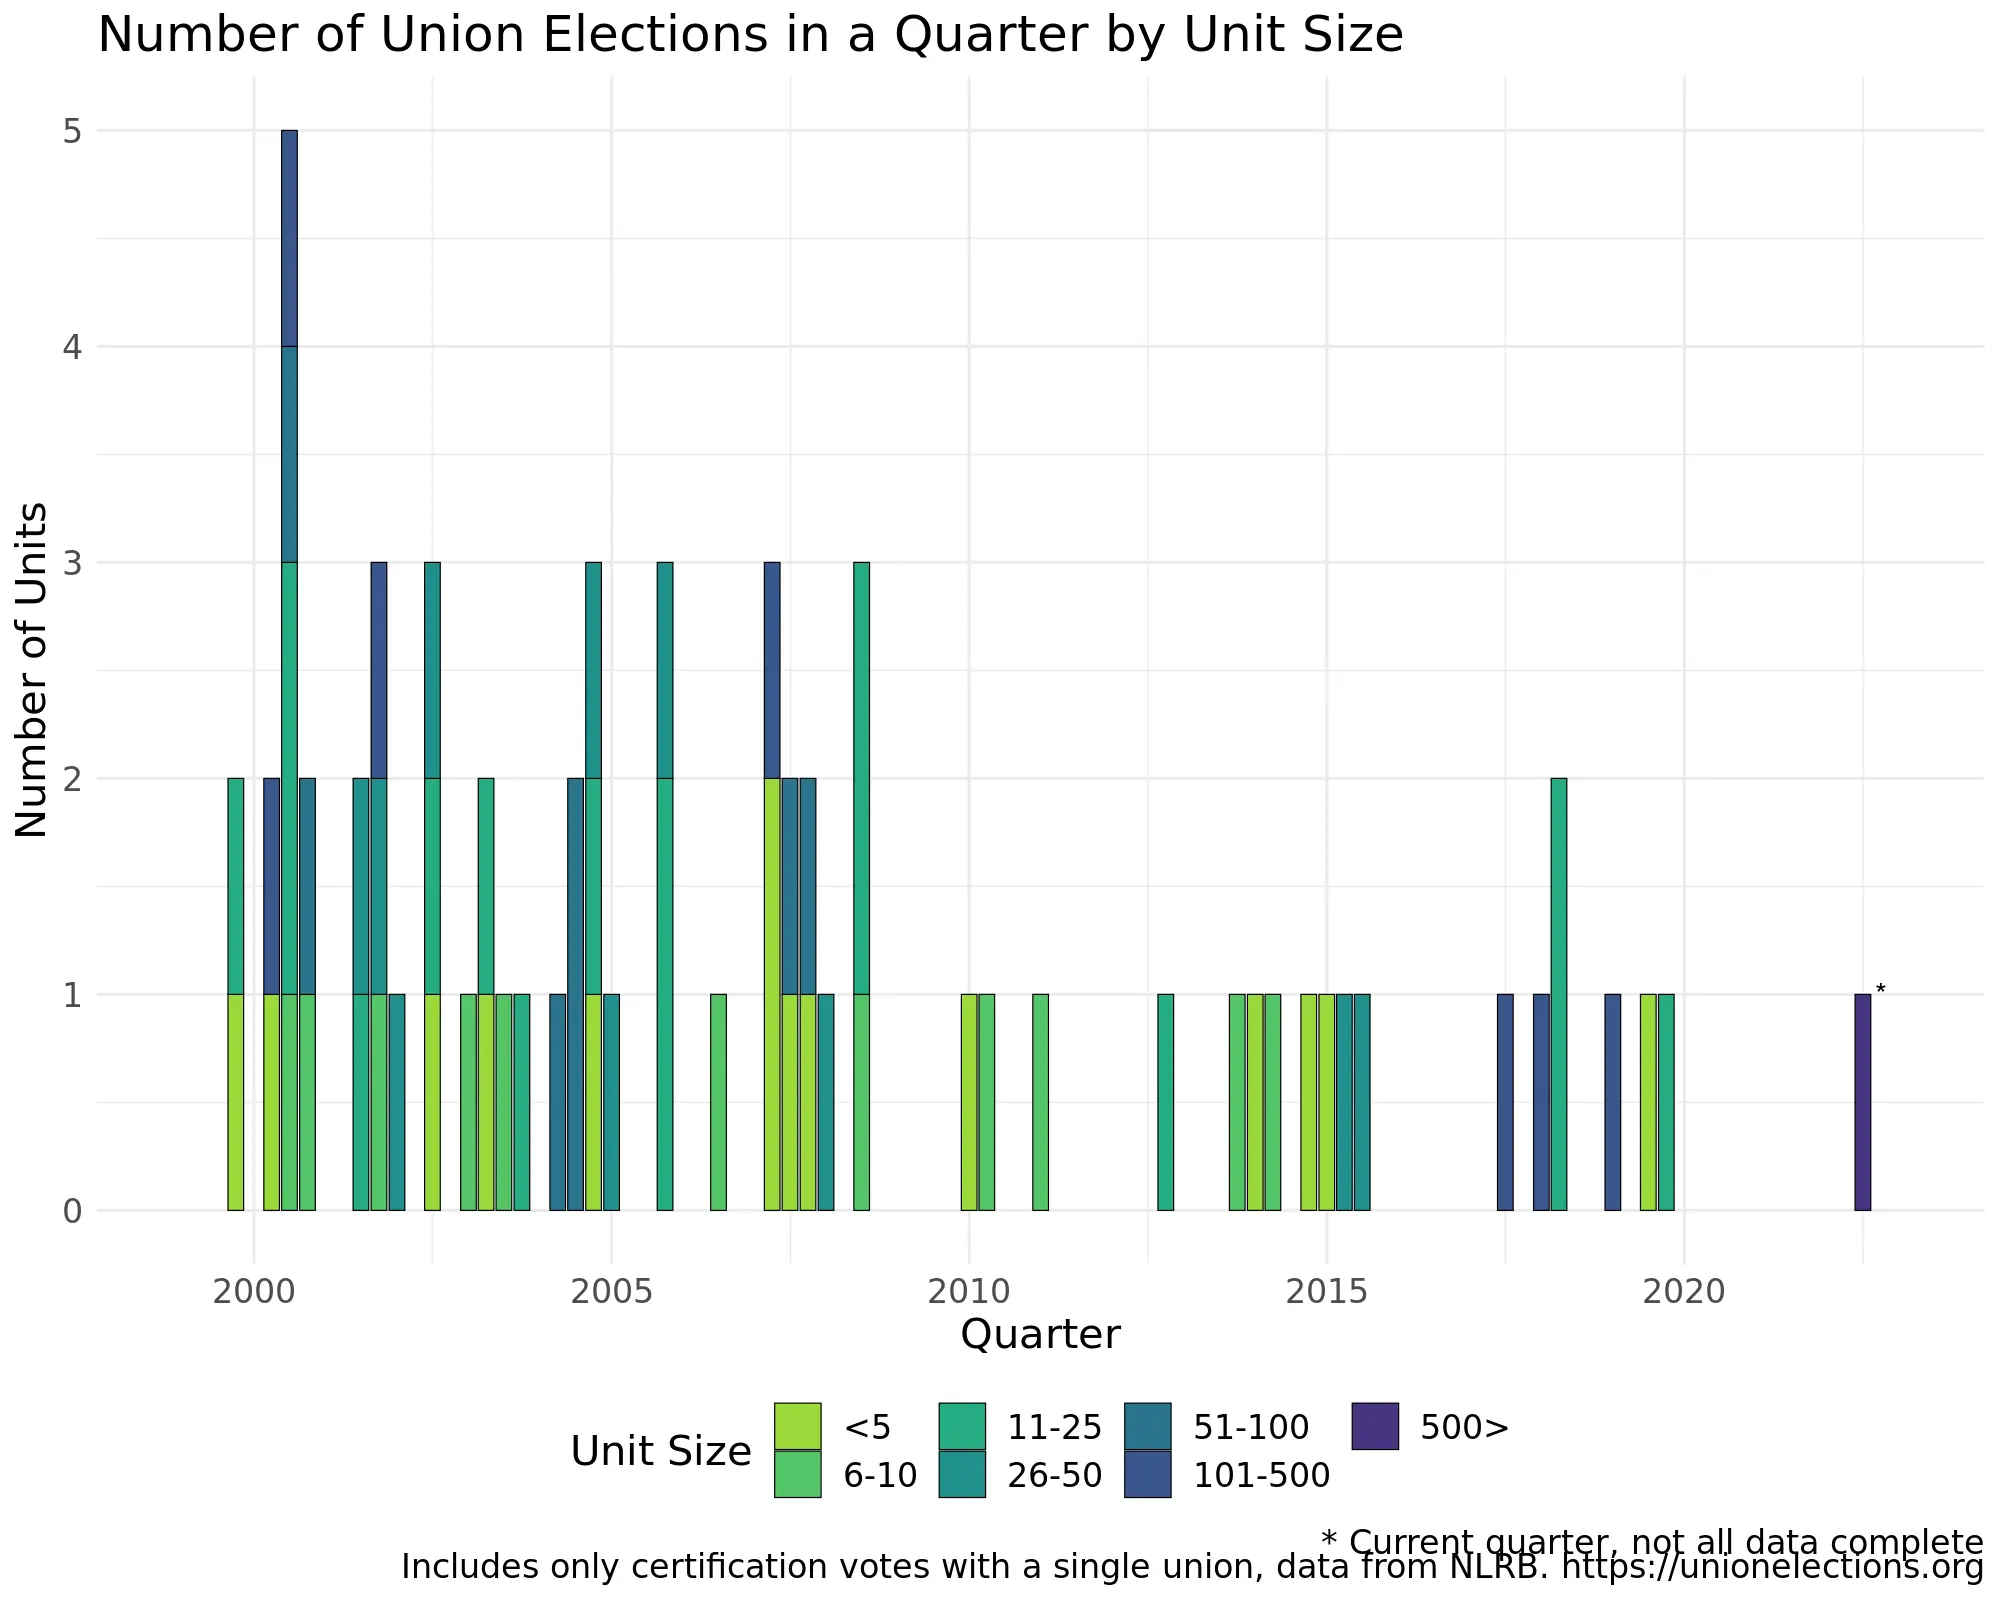 Number of Union Elections in a Quarter by Unit Size
Number of Units
5
4
3
2
1
0
*
2000 2005 2010 2015 2020
Quarter
Unit Size
<5 11-25 51-100 500>
6-10 26-50 101-500
* Current quarter, not all data complete
Includes only certification votes with a single union, data from NLRB. https://unionelections.org